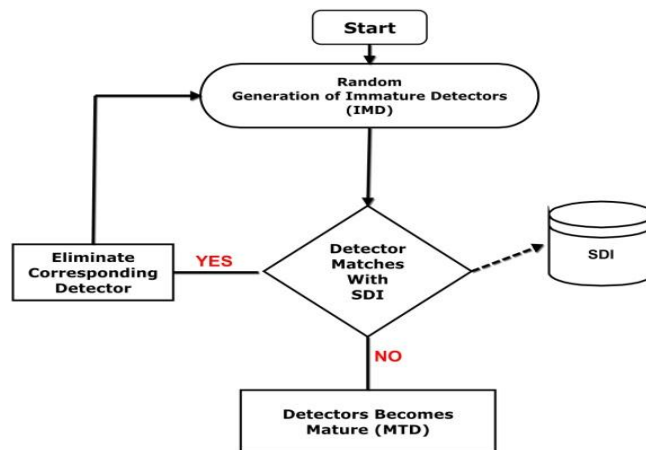 Start
Random
Generation of Immature Detectors
(IMD)
Detector
Matches
With
SDI
SDI
YES
Eliminate
Corresponding
Detector
NO
Detectors Becomes
Mature (MTD)